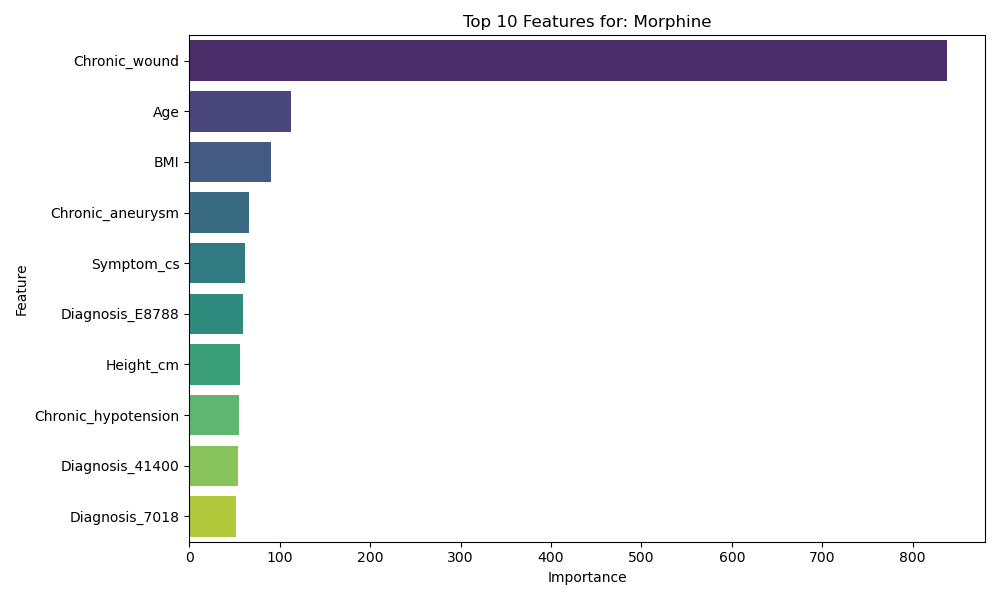 Top 10 Features for: Morphine
Feature
Chronic_wound
Age
BMI
Chronic_aneurysm
Symptom_cs
Diagnosis_E8788
Height_cm
Chronic_hypotension
Diagnosis_41400
Diagnosis_7018
0 100 200 300 400 500 600 700 800
Importance